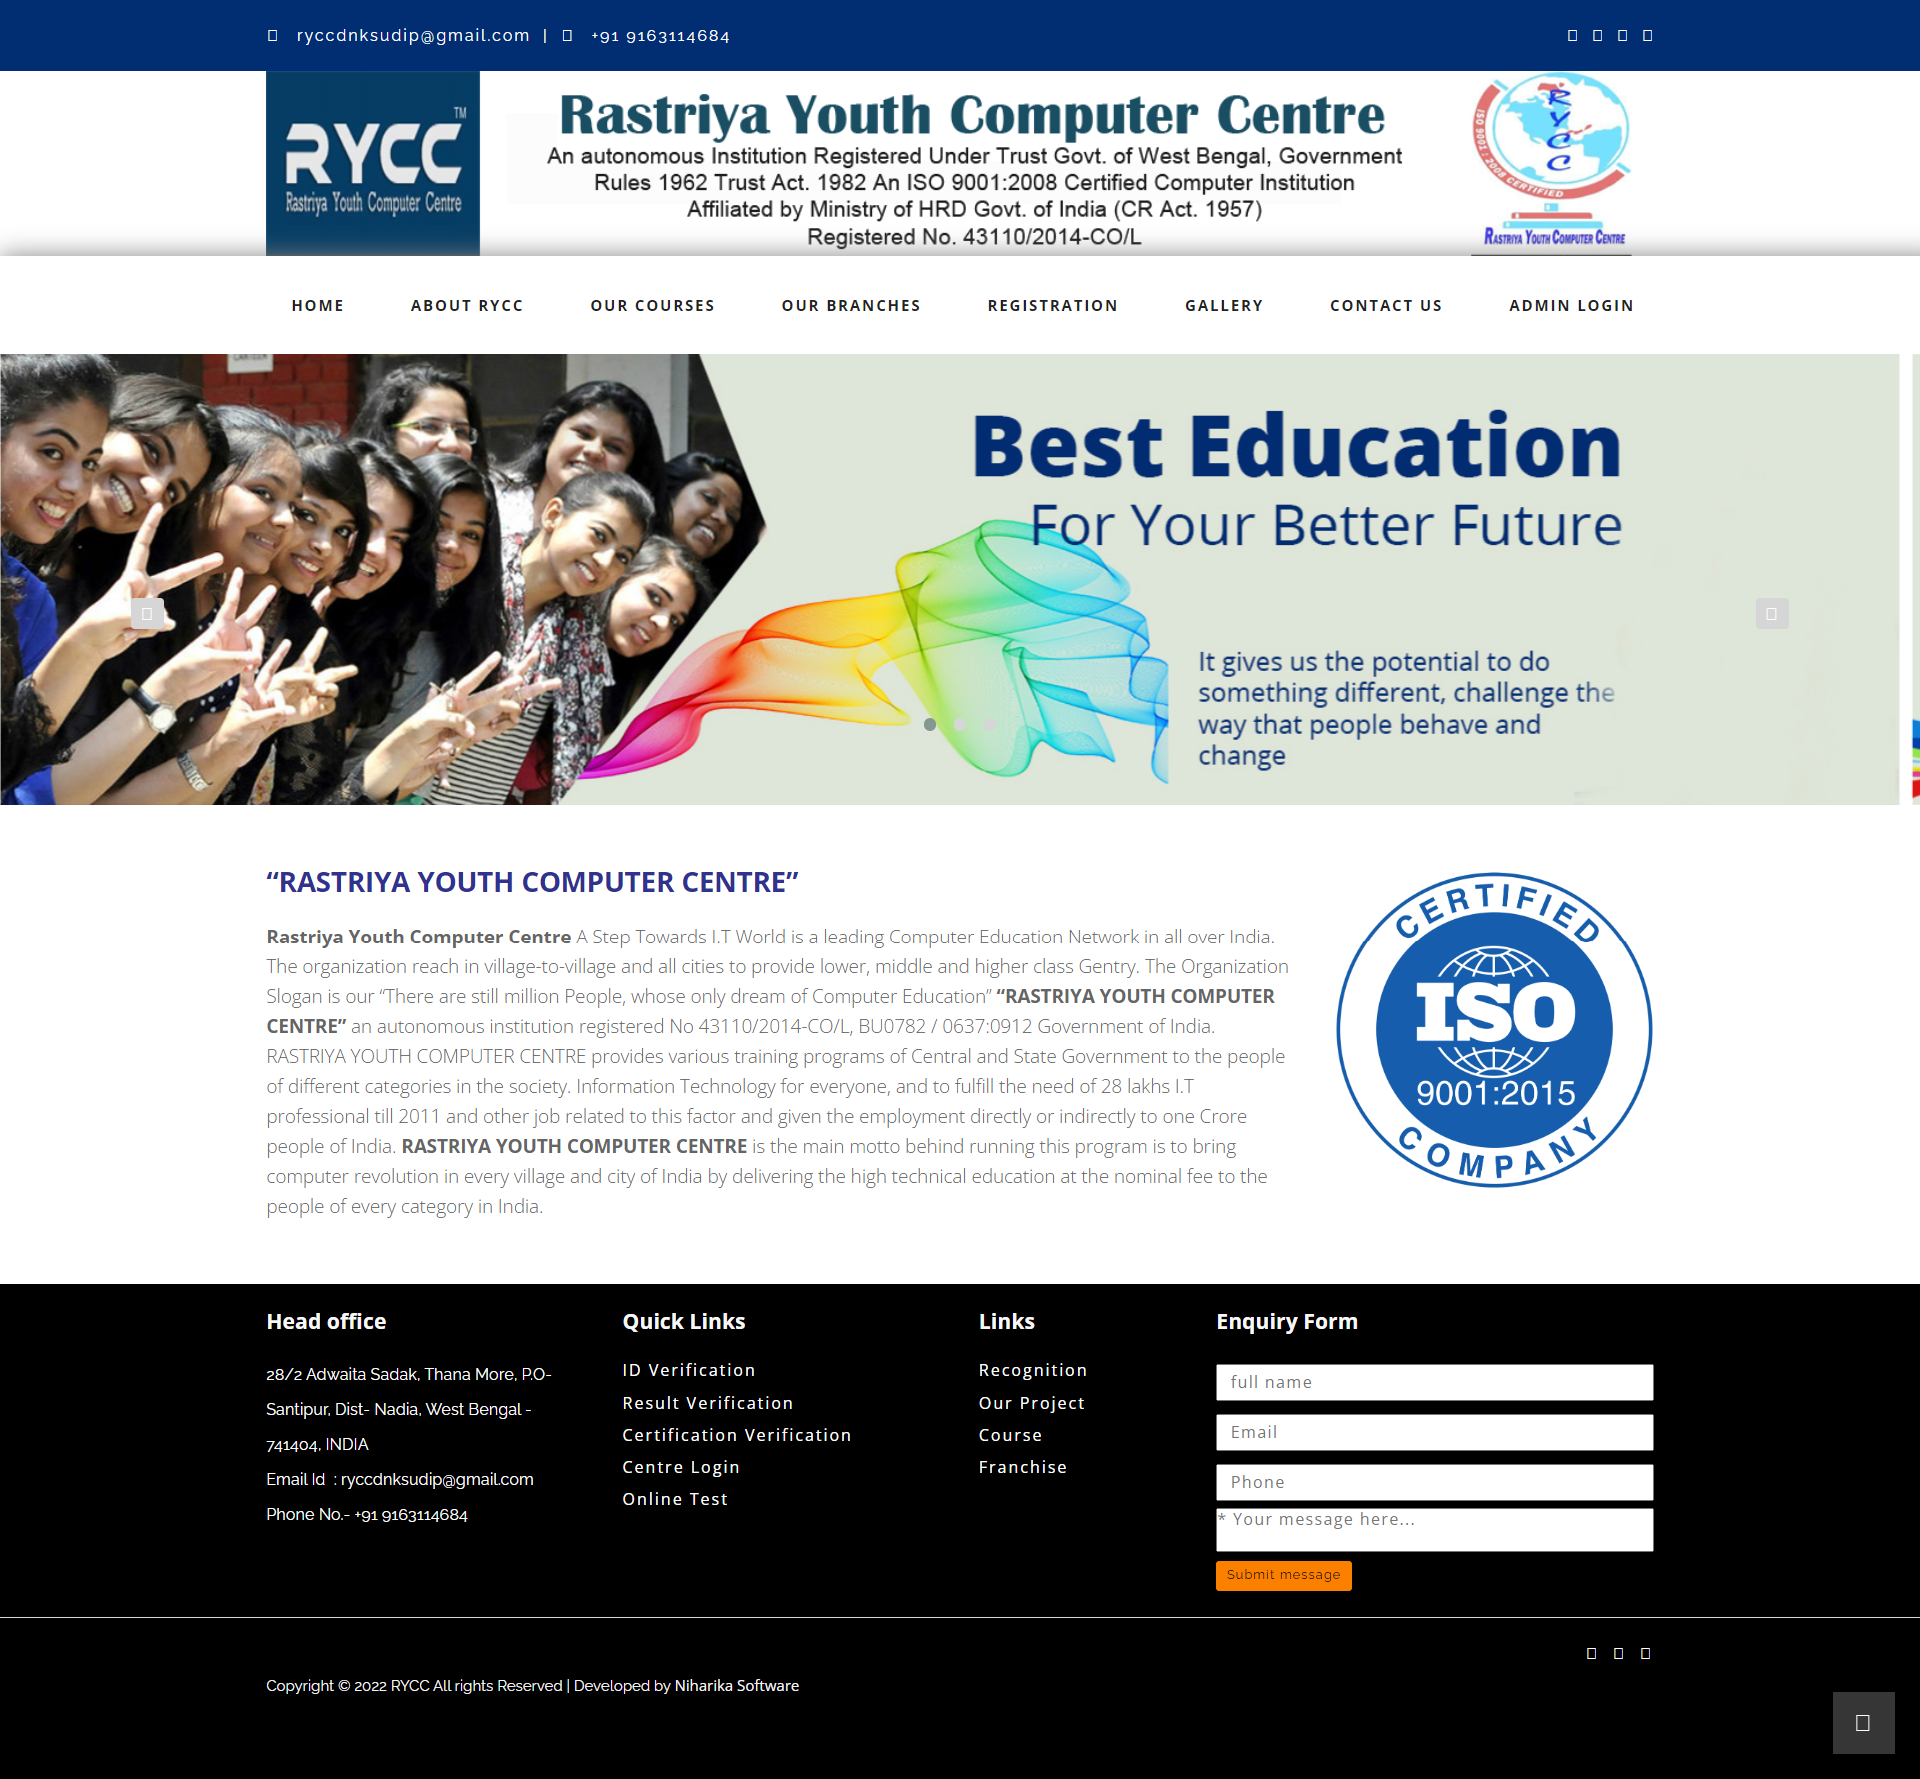 ryccdnksudip@gmail.com | +91 9163114684
RYCC TM
Rastriya Youth Computer Centre
Rastriya Youth Computer Centre
An autonomous Institution Registered Under Trust Govt. of West Bengal, Government
Rules 1962 Trust Act. 1982 An ISO 9001:2008 Certified Computer Institution
Affiliated by Ministry of HRD Govt. of India (CR Act. 1957)
Registered No. 43110/2014-CO/L
RYCC
ISO 9001 : 2008 CERTIFIED
RASTRIYA YOUTH COMPUTER CENTRE
HOME ABOUT RYCC OUR COURSES OUR BRANCHES REGISTRATION GALLERY CONTACT US ADMIN LOGIN
Best Education
For Your Better Future
It gives us the potential to do
something different, challenge the
way that people behave and
change
“RASTRIYA YOUTH COMPUTER CENTRE”
Rastriya Youth Computer Centre A Step Towards I.T World is a leading Computer Education Network in all over India.
The organization reach in village-to-village and all cities to provide lower, middle and higher class Gentry. The Organization
Slogan is our “There are still million People, whose only dream of Computer Education” “RASTRIYA YOUTH COMPUTER
CENTRE” an autonomous institution registered No 43110/2014-CO/L, BU0782 / 0637:0912 Government of India.
RASTRIYA YOUTH COMPUTER CENTRE provides various training programs of Central and State Government to the people
of different categories in the society. Information Technology for everyone, and to fulfill the need of 28 lakhs I.T
professional till 2011 and other job related to this factor and given the employment directly or indirectly to one Crore
people of India. RASTRIYA YOUTH COMPUTER CENTRE is the main motto behind running this program is to bring
computer revolution in every village and city of India by delivering the high technical education at the nominal fee to the
people of every category in India.
CERTIFIED
ISO
9001:2015
COMPANY
Head office
28/2 Adwaita Sadak, Thana More, P.O-
Santipur, Dist- Nadia, West Bengal -
741404, INDIA
Email Id : ryccdnksudip@gmail.com
Phone No.- +91 9163114684
Quick Links
ID Verification
Result Verification
Certification Verification
Centre Login
Online Test
Links
Recognition
Our Project
Course
Franchise
Enquiry Form
full name
Email
Phone
* Your message here...
Submit message
Copyright © 2022 RYCC All rights Reserved | Developed by Niharika Software